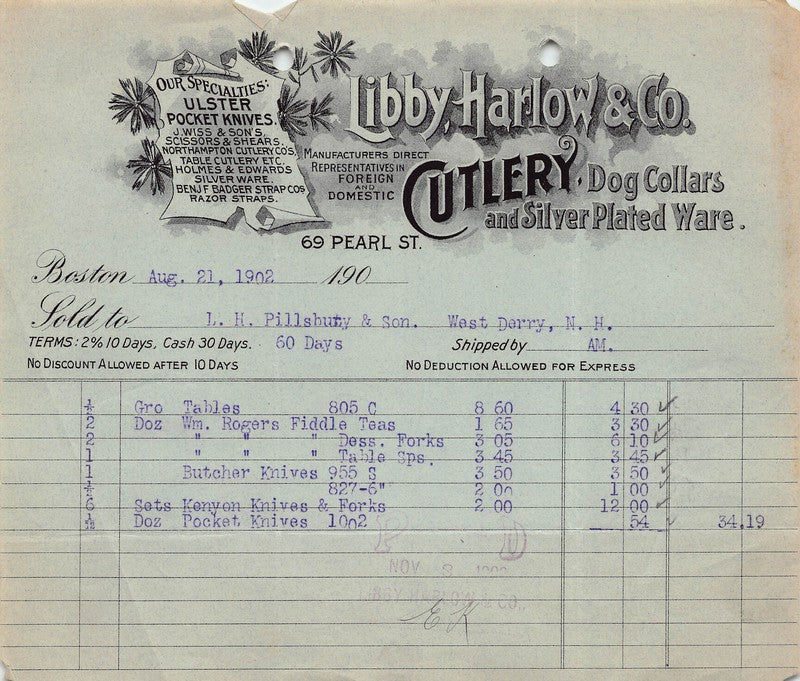 OUR SPECIALTIES:
ULSTER
POCKET KNIVES.
J. WISS & SON'S
SCISSORS & SHEARS.
NORTHAMPTON CUTLERY CO'S.
TABLE CUTLERY ETC.
HOLMES & EDWARDS
SILVER WARE.
BENJ F BADGER STRAP COS
RAZOR STRAPS.
Libby, Harlow & Co.
MANUFACTURERS DIRECT
REPRESENTATIVES IN
FOREIGN
AND
DOMESTIC
CUTLERY, Dog Collars
and Silver Plated Ware.
69 PEARL ST.
Boston Aug. 21, 1902 190
Sold to L. H. Pillsbuty & Son. West Derry, N. H.
TERMS: 2% 10 Days, Cash 30 Days. 60 Days Shipped by AM.
NO DISCOUNT ALLOWED AFTER 10 DAYS NO DEDUCTION ALLOWED FOR EXPRESS
½ Gro Tables 805 C 8 60 4 30
2 Doz Wm. Rogers Fiddle Teas 1 65 3 30
2 " " " Dess. Forks 3 05 6 10
1 " " " Table Sps. 3 45 3 45
1 Butcher Knives 955 S 3 50 3 50
½ 827-6" 2 00 1 00
6 Sets Kenyon Knives & Forks 2 00 12 00
Doz Pocket Knives 1002 54 34.19
NOV
LIBBY HARLOW & CO.